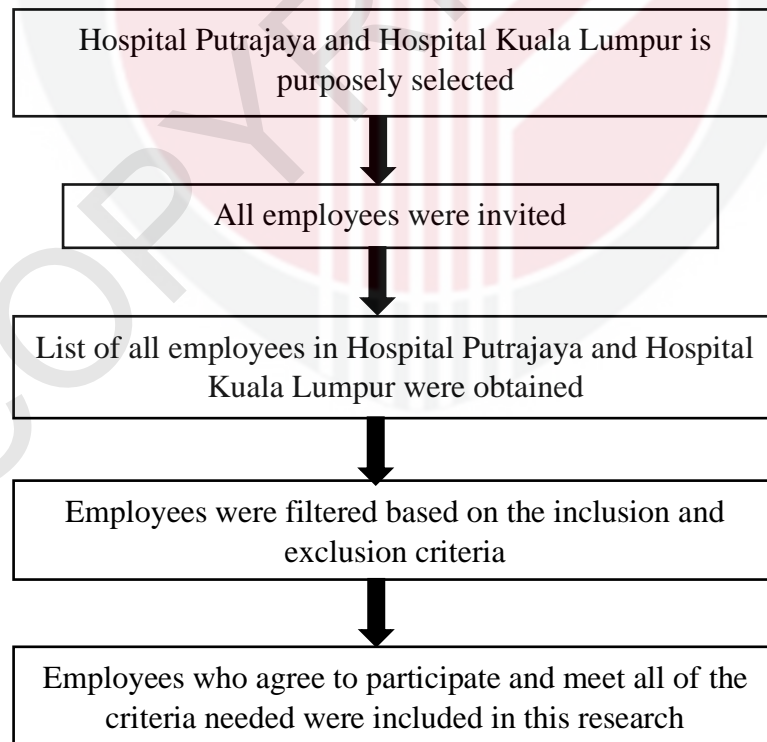 Hospital Putrajaya and Hospital Kuala Lumpur is
purposely selected
All employees were invited
List of all employees in Hospital Putrajaya and Hospital
Kuala Lumpur were obtained
Employees were filtered based on the inclusion and
exclusion criteria
Employees who agree to participate and meet all of the
criteria needed were included in this research